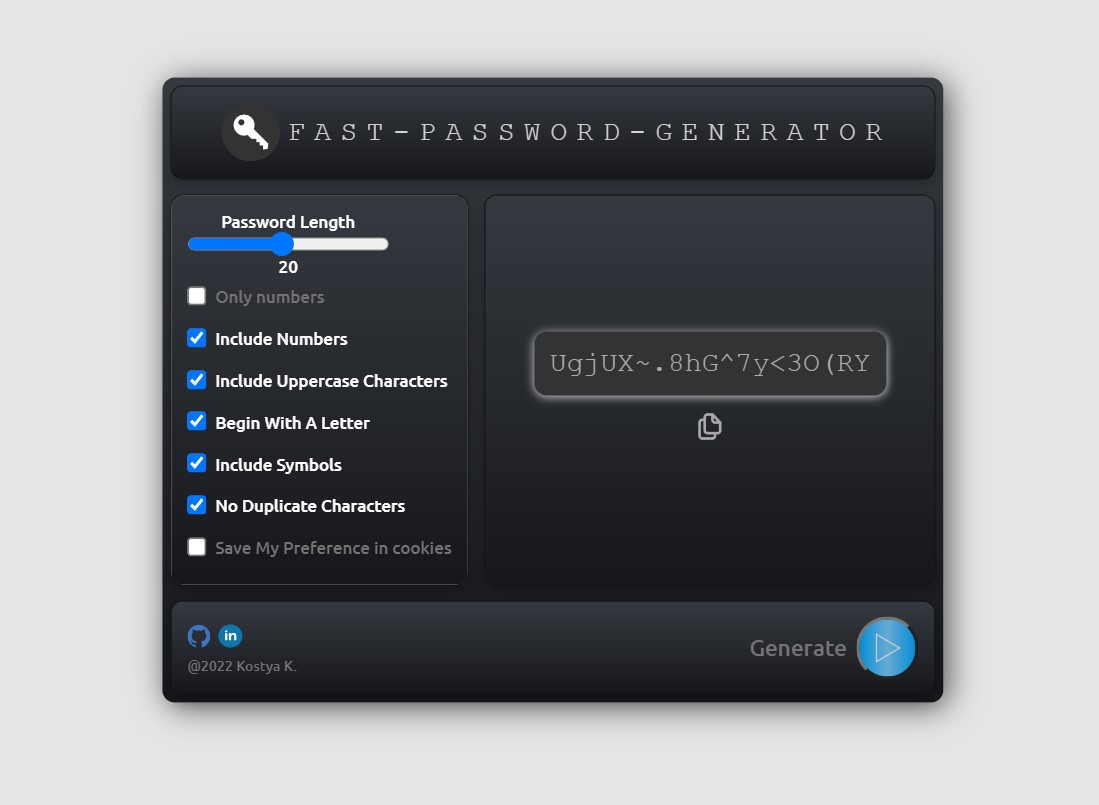 FAST-PASSWORD-GENERATOR
Password Length
20
Only numbers
Include Numbers
Include Uppercase Characters
Begin With A Letter
Include Symbols
No Duplicate Characters
Save My Preference in cookies
UgjUX~.8hG^7y<3O(RY
in
@2022 Kostya K.
Generate